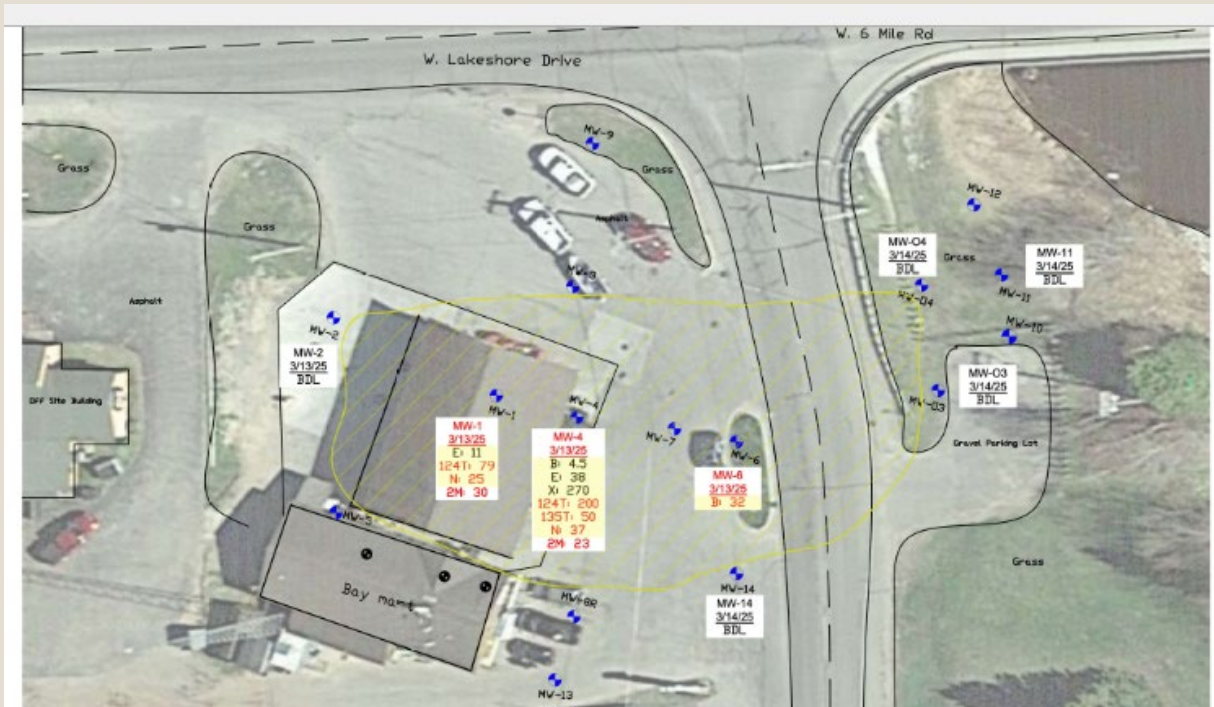 W. 6 Mile Rd
W. Lakeshore Drive
MW-9
Grass
Grass
Asphalt
MW-12
Grass
MW-04
3/14/25
BDL
Grass
MW-11
3/14/25
BDL
MW-11
MW-04
Asphalt
MW-2
MW-10
MW-2
3/13/25
BDL
MW-03
3/14/25
BDL
MW-03
OFF Site Building
MW-1
MW-4
MW-7
MW-6
Gravel Parking Lot
MW-1
3/13/25
E: 11
124T: 79
N: 25
2M: 30
MW-4
3/13/25
B: 4.5
E: 38
X: 270
124T: 200
135T: 50
N: 37
2M: 23
MW-6
3/13/25
B: 32
MW-5
Grass
Bay mamt
MW-14
MW-14
3/14/25
BDL
MW-8R
MW-13